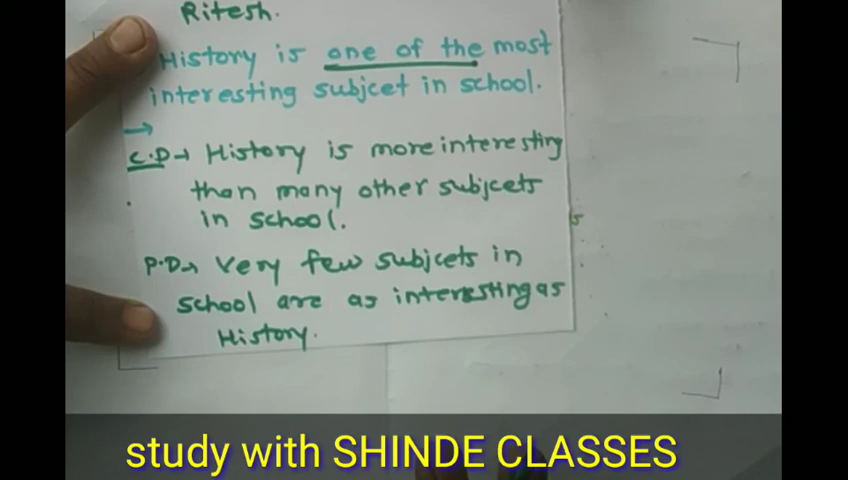 Ritesh.
History is one of the most
interesting subjcet in school.
→
C.D→ History is more interesting
than many other subjcets
in school.
P.D→ Very few subjcets in
school are as interesting as
History.
study with SHINDE CLASSES